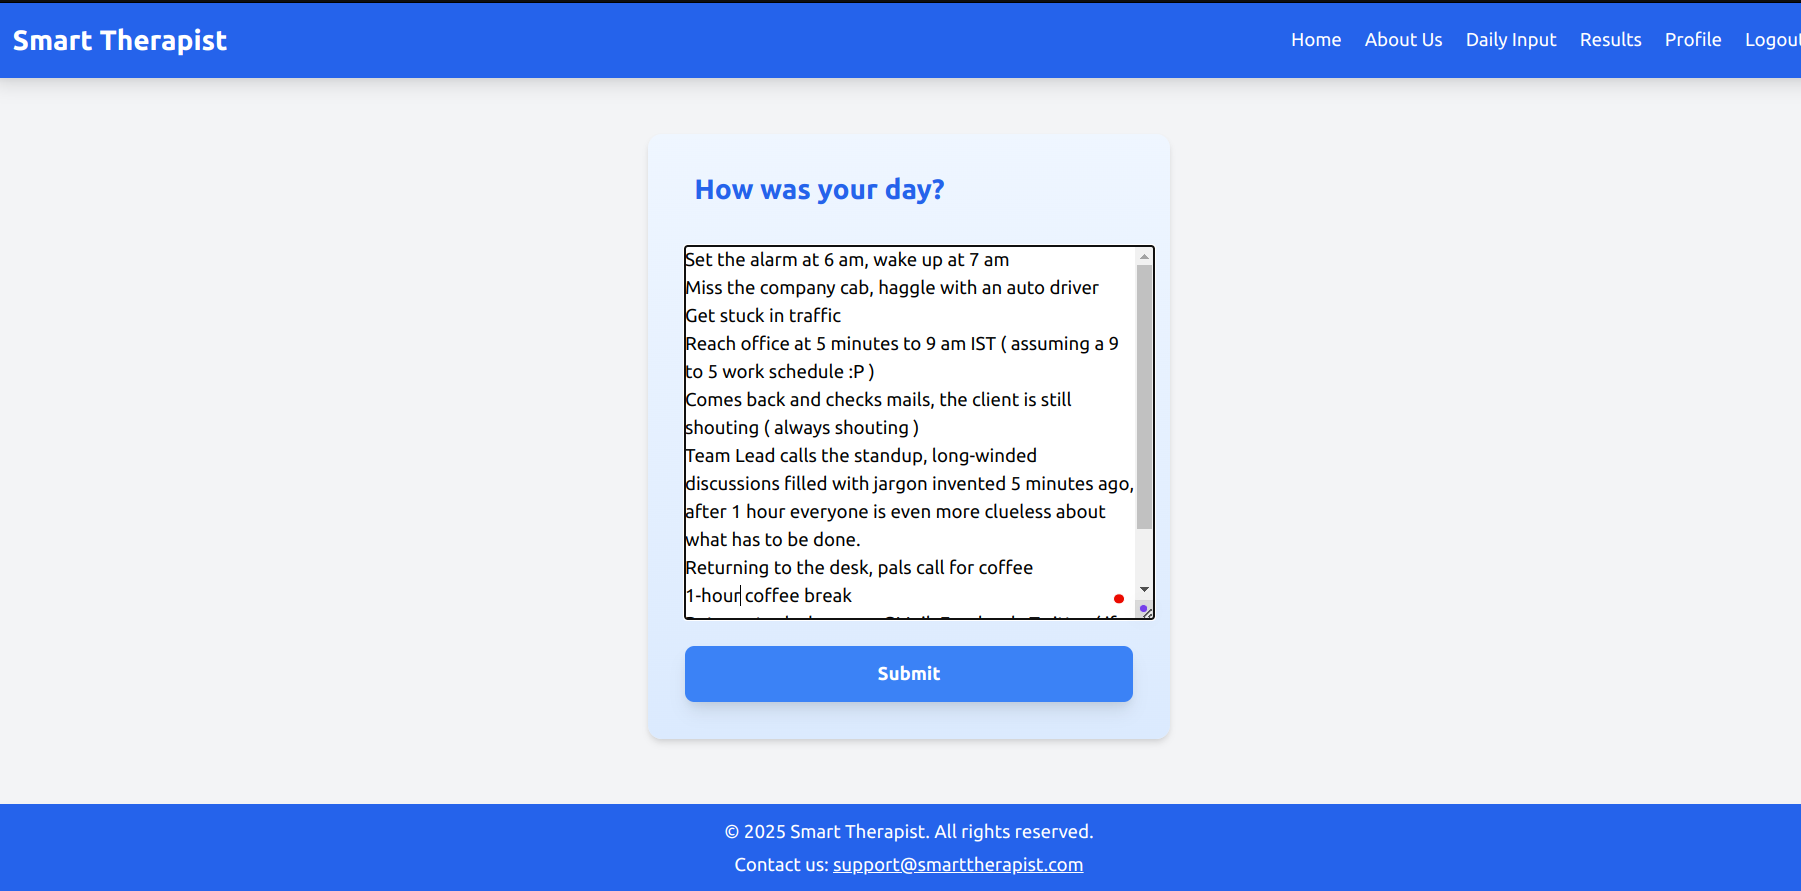 Smart Therapist
Home About Us Daily Input Results Profile Logout
How was your day?
Set the alarm at 6 am, wake up at 7 am
Miss the company cab, haggle with an auto driver
Get stuck in traffic
Reach office at 5 minutes to 9 am IST ( assuming a 9
to 5 work schedule :P )
Comes back and checks mails, the client is still
shouting ( always shouting )
Team Lead calls the standup, long-winded
discussions filled with jargon invented 5 minutes ago,
after 1 hour everyone is even more clueless about
what has to be done.
Returning to the desk, pals call for coffee
1-hour coffee break
Submit
© 2025 Smart Therapist. All rights reserved.
Contact us: support@smarttherapist.com